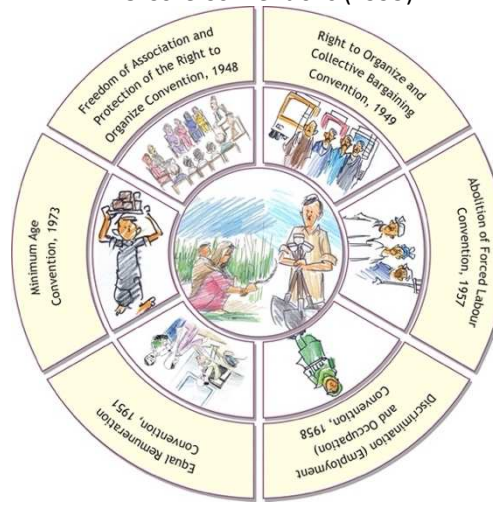 Freedom of Association and
Protection of the Right to
Organize Convention, 1948
Right to Organize and
Collective Bargaining
Convention, 1949
Abolition of Forced Labour
Convention, 1957
Discrimination (Employment
and Occupation)
Convention, 1958
Equal Remuneration
Convention, 1951
Minimum Age
Convention, 1973